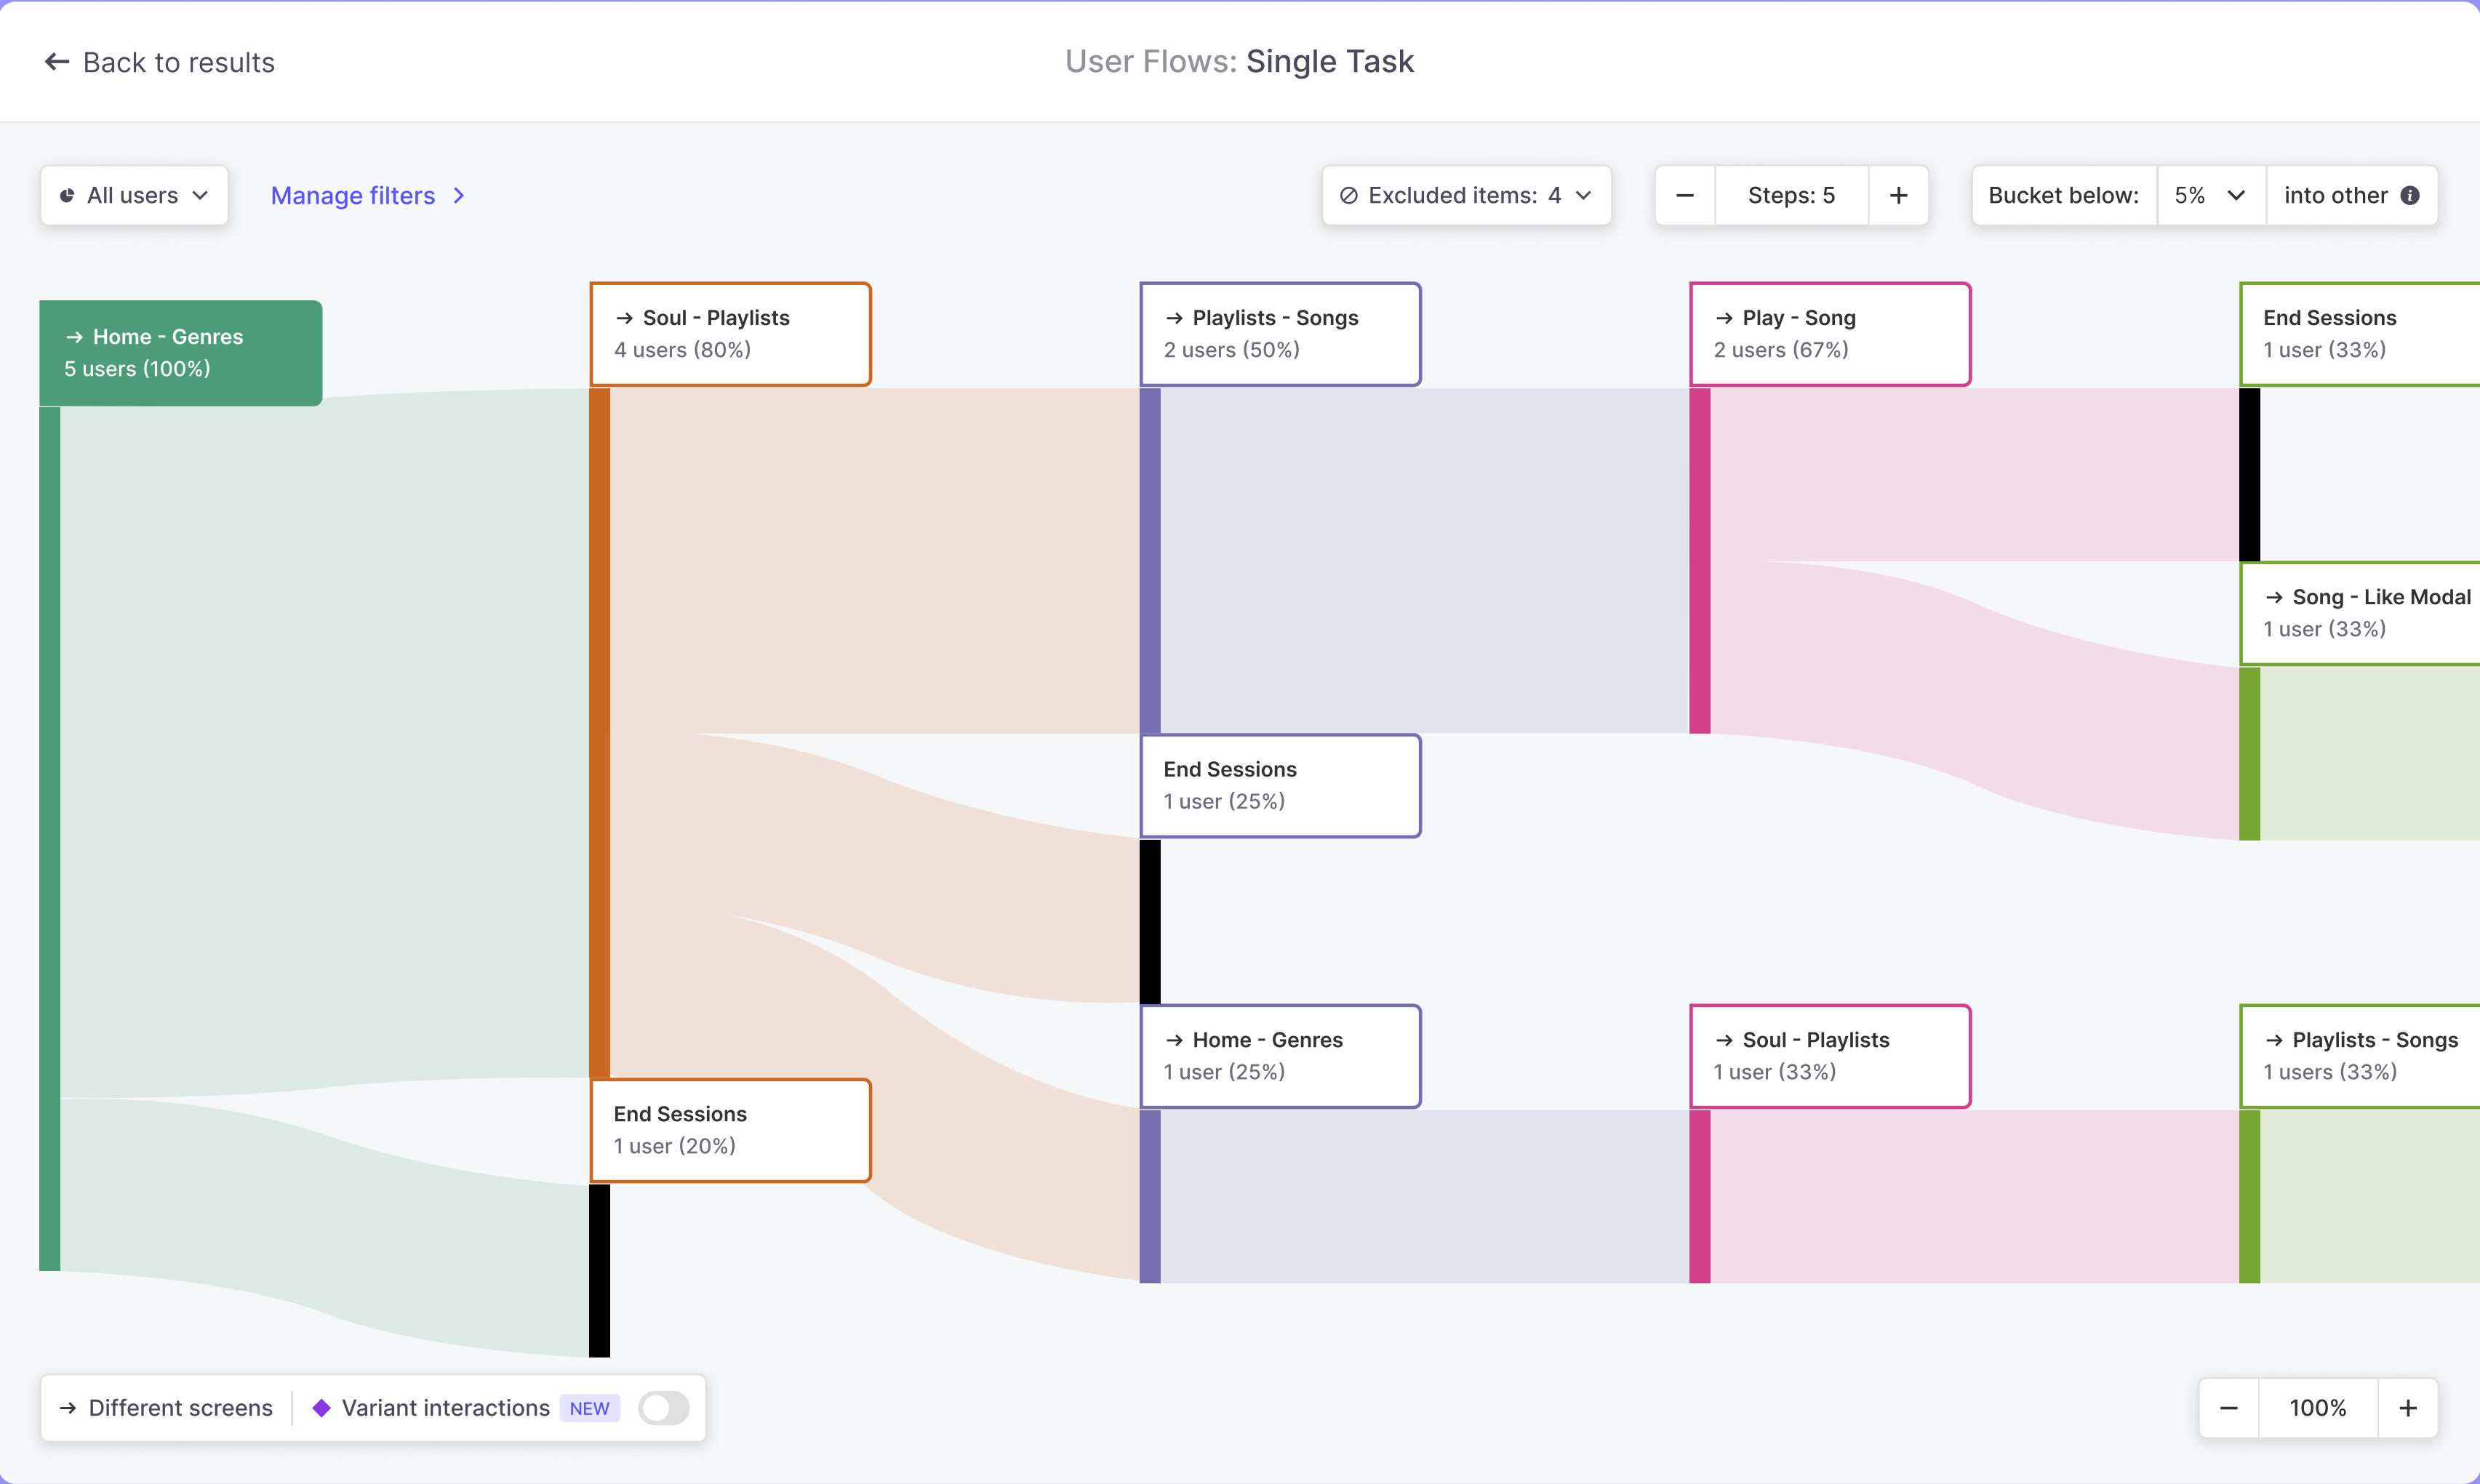 ← Back to results
User Flows: Single Task
All users
Manage filters
Excluded items: 4
− Steps: 5 +
Bucket below: 5% into other
→ Home - Genres
5 users (100%)
→ Soul - Playlists
4 users (80%)
End Sessions
1 user (20%)
→ Playlists - Songs
2 users (50%)
End Sessions
1 user (25%)
→ Home - Genres
1 user (25%)
→ Play - Song
2 users (67%)
→ Soul - Playlists
1 user (33%)
End Sessions
1 user (33%)
→ Song - Like Modal
1 user (33%)
→ Playlists - Songs
1 users (33%)
→ Different screens
Variant interactions NEW
− 100% +